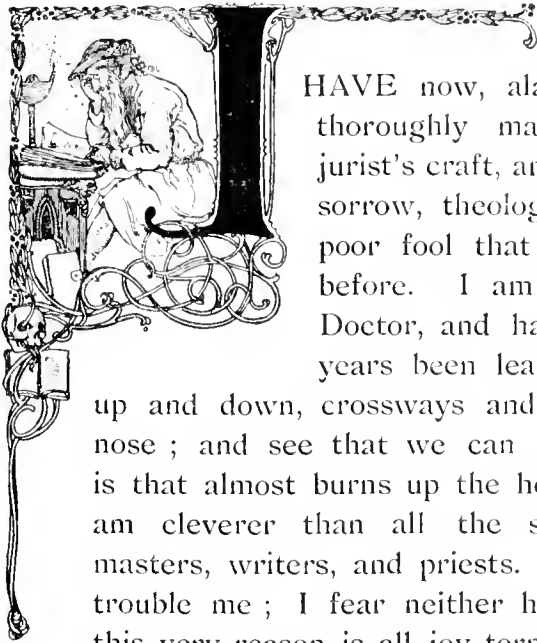 I
HAVE now, ala
thoroughly ma
jurist's craft, an
sorrow, theolog
poor fool that
before. I am
Doctor, and ha
years been lea
up and down, crossways and
nose ; and see that we can
is that almost burns up the he
am cleverer than all the s
masters, writers, and priests.
trouble me ; I fear neither h
this very reason is all joy torn